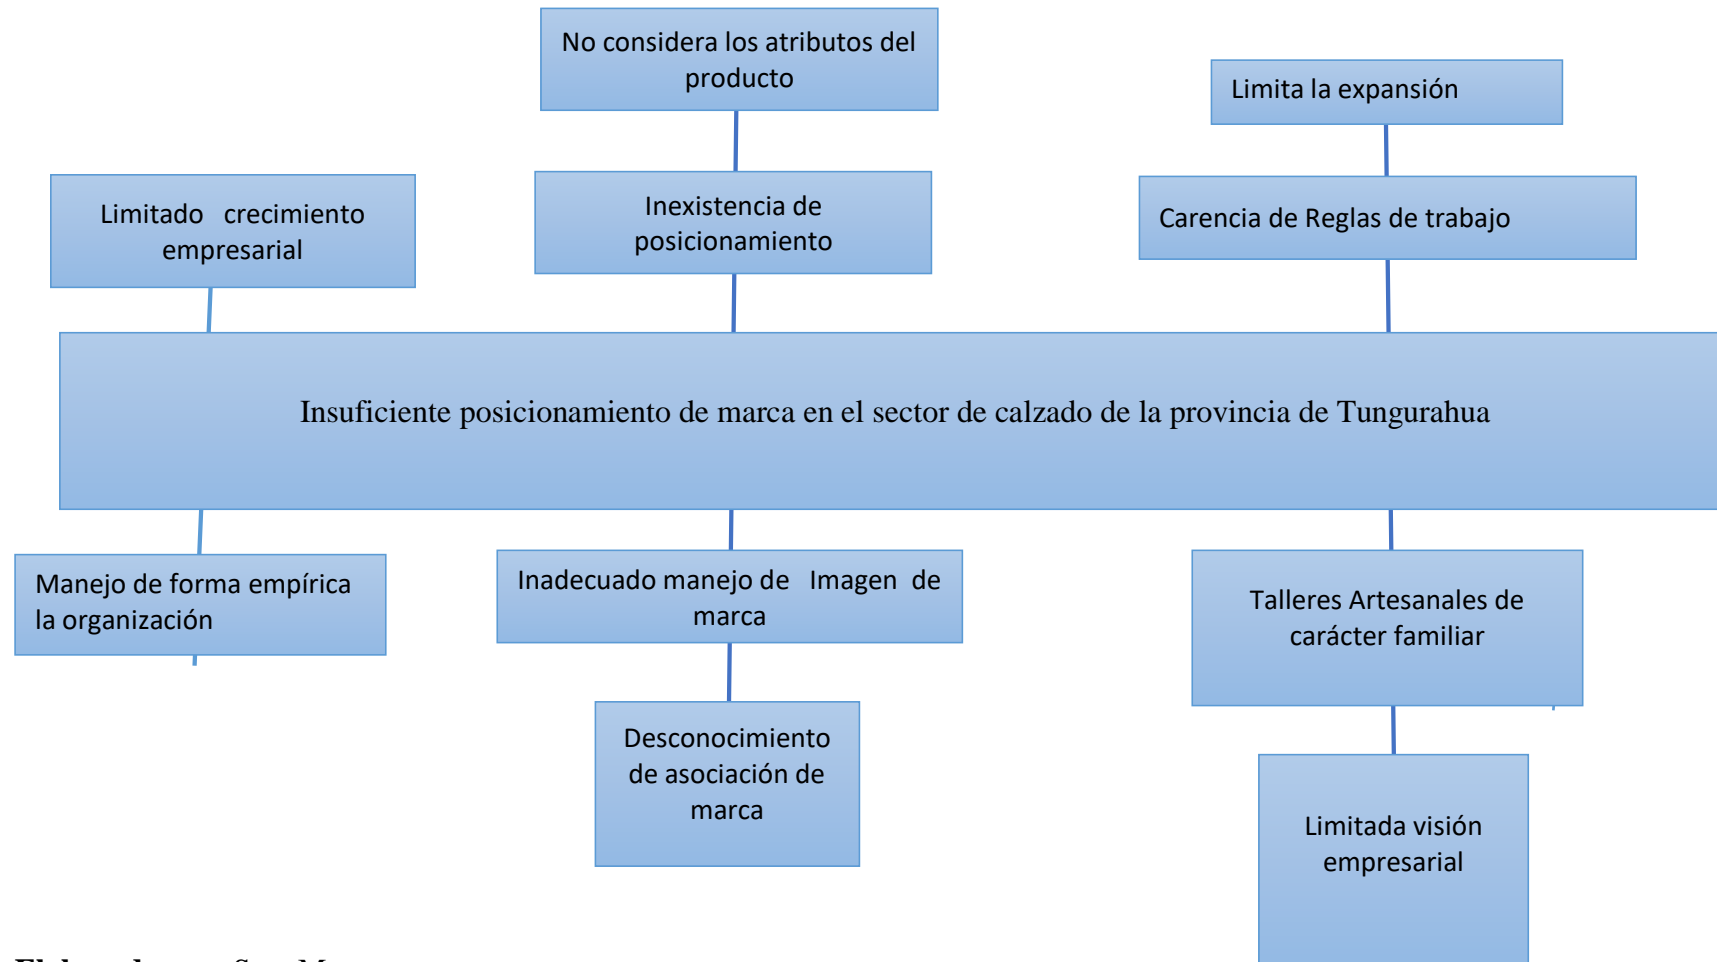 No considera los atributos del
producto
Limita la expansión
Limitado crecimiento
empresarial
Inexistencia de
posicionamiento
Carencia de Reglas de trabajo
Insuficiente posicionamiento de marca en el sector de calzado de la provincia de Tungurahua
Manejo de forma empírica
la organización
Inadecuado manejo de Imagen de
marca
Talleres Artesanales de
carácter familiar
Desconocimiento
de asociación de
marca
Limitada visión
empresarial